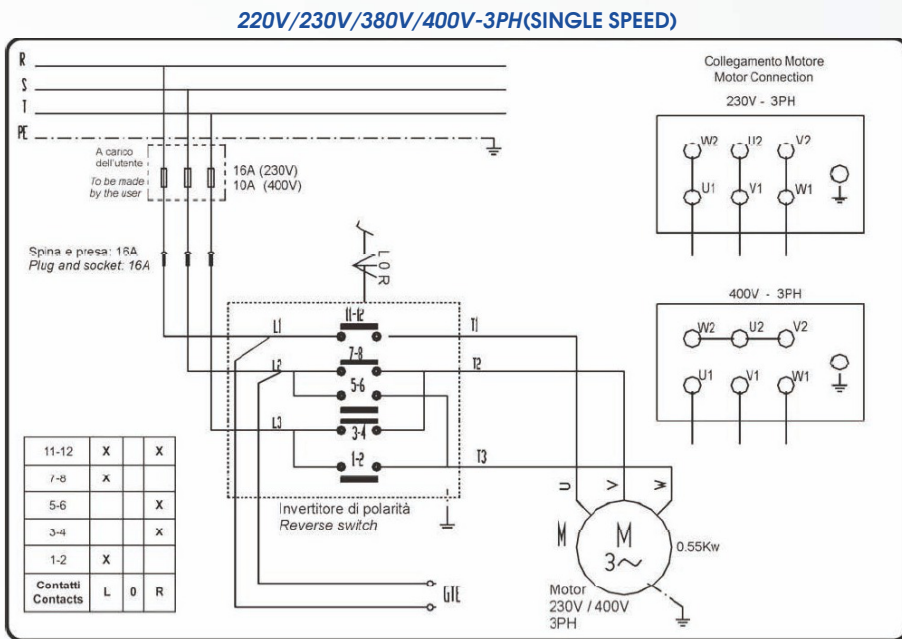 220V/230V/380V/400V-3PH(SINGLE SPEED)
R
S
T
PE
A carico
dell'utente
To be made
by the user
16A (230V)
10A (400V)
Spina e presa: 16A
Plug and socket: 16A
L 0 R
L1
11-12
T1
L2
7-8
T2
5-6
L3
3-4
1-2
T3
Invertitore di polarità
Reverse switch
U
V
W
M
M
3~
0.55Kw
Motor
230V / 400V
3PH
Collegamento Motore
Motor Connection
230V - 3PH
W2 U2 V2
U1 V1 W1
400V - 3PH
W2 U2 V2
U1 V1 W1
11-12 X X
7-8 X
5-6 X
3-4 X
1-2 X
Contatti
Contacts L 0 R